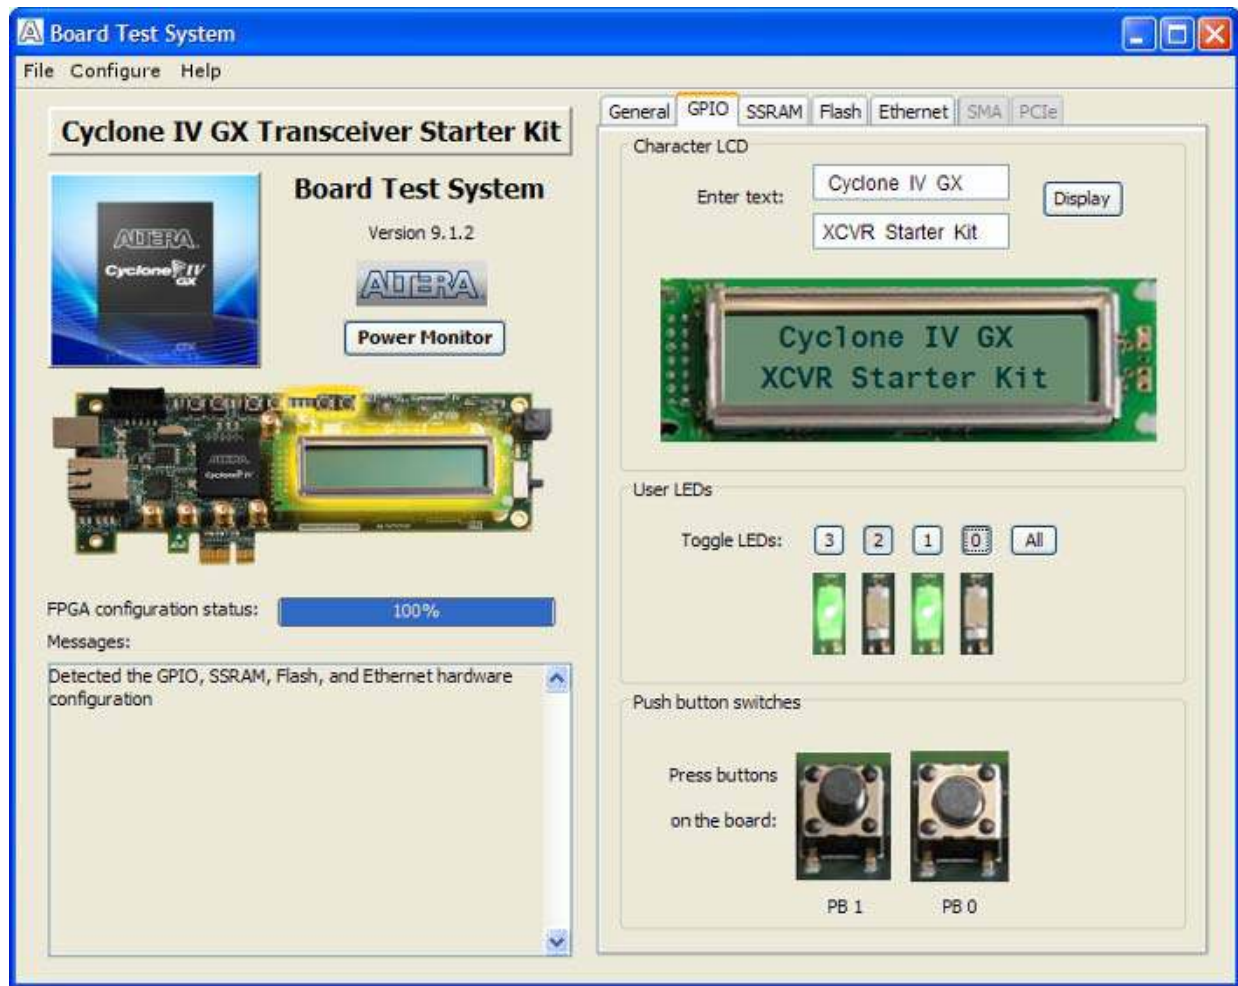 Board Test System
File Configure Help
Cyclone IV GX Transceiver Starter Kit
Board Test System
Version 9.1.2
ALTERA
Power Monitor
ALTERA
Cyclone IV
GX
ALTERA
Cyclone IV
FPGA configuration status: 100%
Messages:
Detected the GPIO, SSRAM, Flash, and Ethernet hardware
configuration
General GPIO SSRAM Flash Ethernet SMA PCIe
Character LCD
Enter text: Cyclone IV GX
XCVR Starter Kit
Display
Cyclone IV GX
XCVR Starter Kit
User LEDs
Toggle LEDs: 3 2 1 0 All
Push button switches
Press buttons
on the board:
PB 1 PB 0